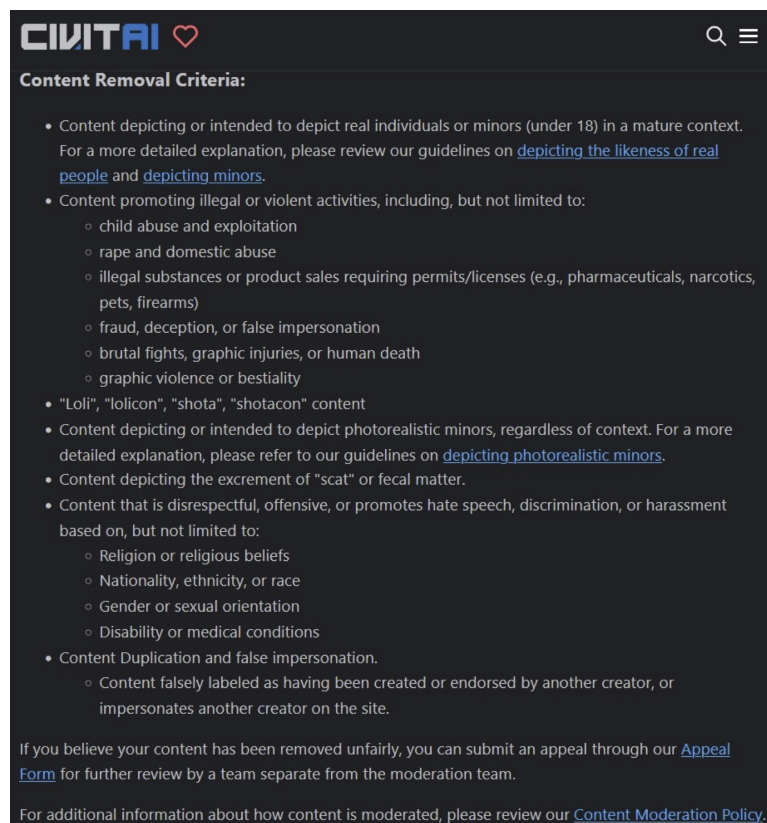 CIVITAI
Content Removal Criteria:
• Content depicting or intended to depict real individuals or minors (under 18) in a mature context.
For a more detailed explanation, please review our guidelines on depicting the likeness of real
people and depicting minors.
• Content promoting illegal or violent activities, including, but not limited to:
◦ child abuse and exploitation
◦ rape and domestic abuse
◦ illegal substances or product sales requiring permits/licenses (e.g., pharmaceuticals, narcotics,
pets, firearms)
◦ fraud, deception, or false impersonation
◦ brutal fights, graphic injuries, or human death
◦ graphic violence or bestiality
• "Loli", "lolicon", "shota", "shotacon" content
• Content depicting or intended to depict photorealistic minors, regardless of context. For a more
detailed explanation, please refer to our guidelines on depicting photorealistic minors.
• Content depicting the excrement of "scat" or fecal matter.
• Content that is disrespectful, offensive, or promotes hate speech, discrimination, or harassment
based on, but not limited to:
◦ Religion or religious beliefs
◦ Nationality, ethnicity, or race
◦ Gender or sexual orientation
◦ Disability or medical conditions
• Content Duplication and false impersonation.
◦ Content falsely labeled as having been created or endorsed by another creator, or
impersonates another creator on the site.
If you believe your content has been removed unfairly, you can submit an appeal through our Appeal
Form for further review by a team separate from the moderation team.
For additional information about how content is moderated, please review our Content Moderation Policy.